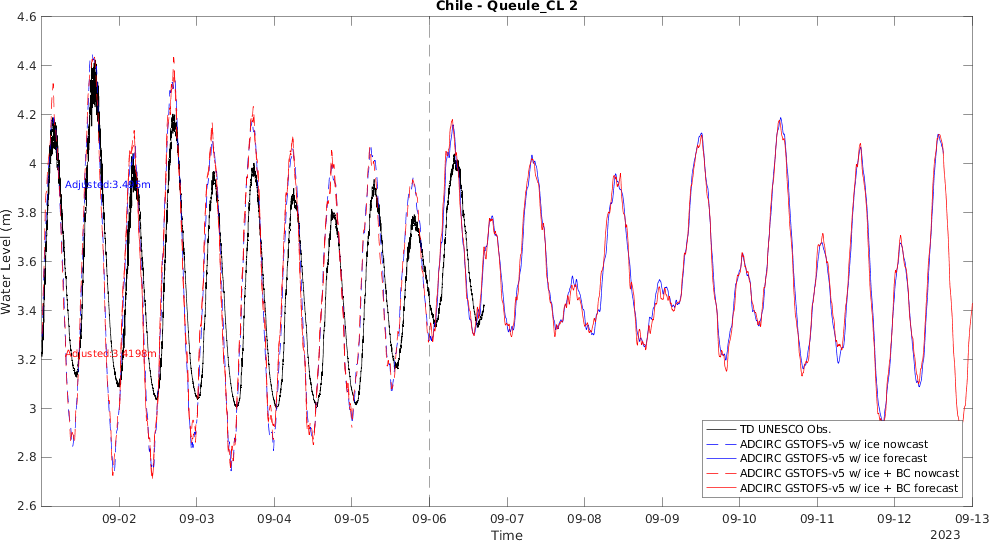 Chile - Queule_CL 2
4.6
4.4
4.2
4
3.8
3.6
3.4
3.2
3
2.8
2.6
Water Level (m)
Adjusted:3.4198m
TD UNESCO Obs.
ADCIRC GSTOFS-v5 w/ ice nowcast
ADCIRC GSTOFS-v5 w/ ice forecast
ADCIRC GSTOFS-v5 w/ ice + BC nowcast
ADCIRC GSTOFS-v5 w/ ice + BC forecast
09-02 09-03 09-04 09-05 09-06 09-07 09-08 09-09 09-10 09-11 09-12 09-13
Time
2023